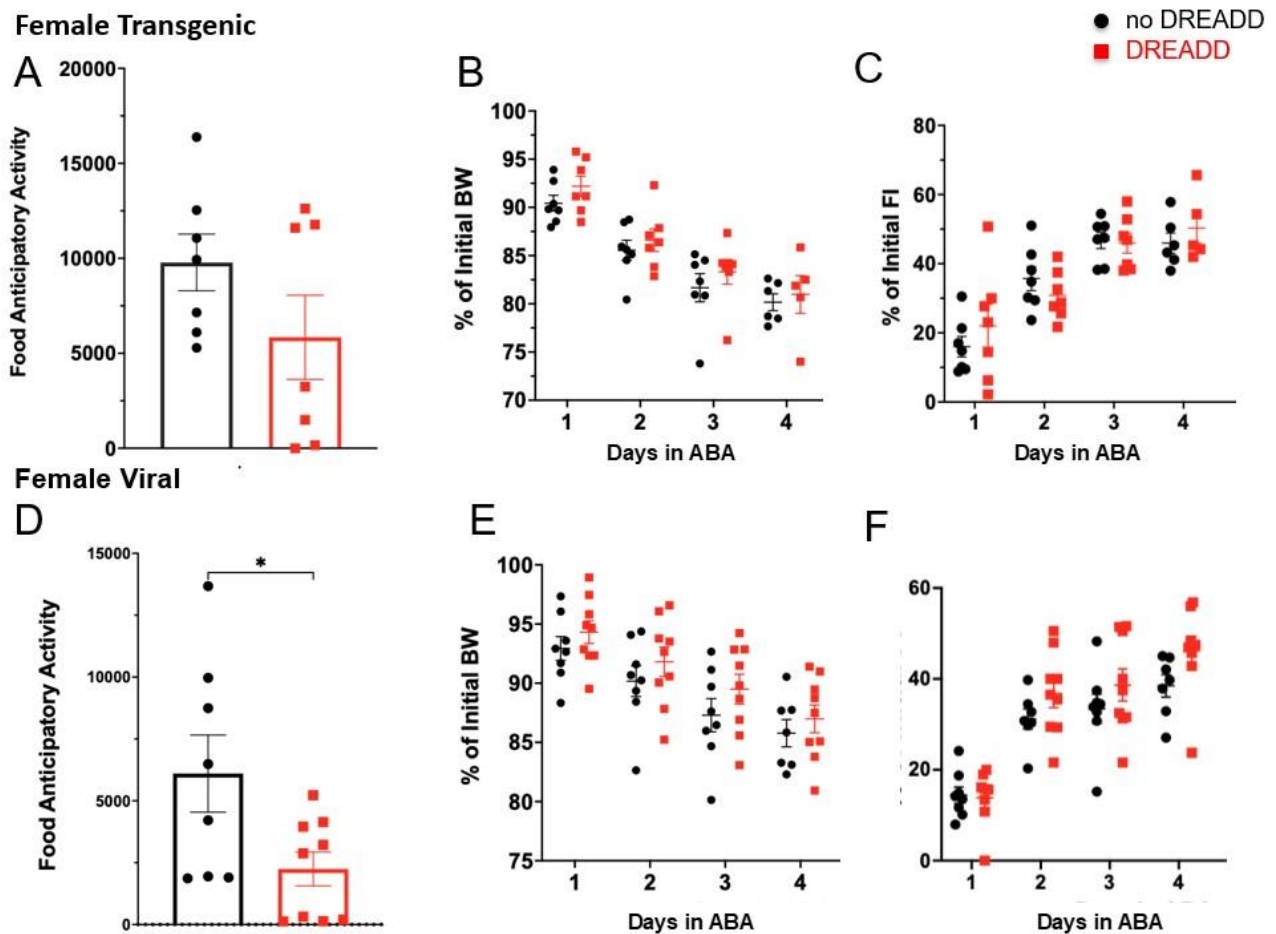 Female Transgenic
no DREADD
DREADD
A
B
C
Food Anticipatory Activity
20000
15000
10000
5000
0
% of Initial BW
100
95
90
85
80
75
70
1 2 3 4
Days in ABA
% of Initial FI
80
60
40
20
0
1 2 3 4
Days in ABA
Female Viral
D
E
F
Food Anticipatory Activity
15000
10000
5000
0
*
% of Initial BW
100
95
90
85
80
75
1 2 3 4
Days in ABA
60
40
20
0
1 2 3 4
Days in ABA